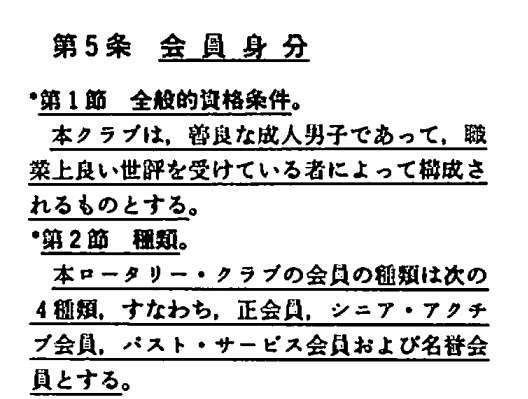 第5条　会員身分
*第1節　全般的資格条件。
本クラブは，善良な成人男子であって，職
業上良い世評を受けている者によって構成さ
れるものとする。
*第2節　種類。
本ロータリー・クラブの会員の種類は次の
4種類，すなわち，正会員，シニア・アクチ
ブ会員，パスト・サービス会員および名誉会
員とする。